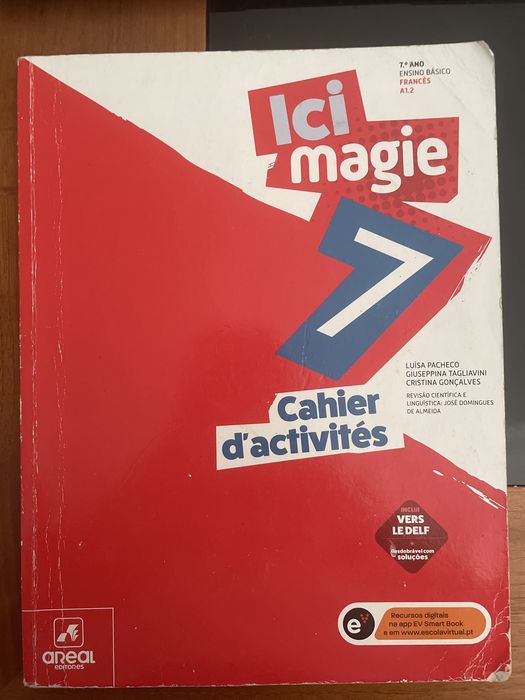 7.º ANO
ENSINO BÁSICO
FRANCÊS
A1.2
Ici
magie
7
LUÍSA PACHECO
GIUSEPPINA TAGLIAVINI
CRISTINA GONÇALVES
REVISÃO CIENTÍFICA E
LINGUÍSTICA: JOSÉ DOMINGUES
DE ALMEIDA
Cahier
d'activités
INCLUI
VERS
LE DELF
+
desdobrável com
soluções
e
Recursos digitais
na app EV Smart Book
e em www.escolavirtual.pt
AREAL
EDITORES